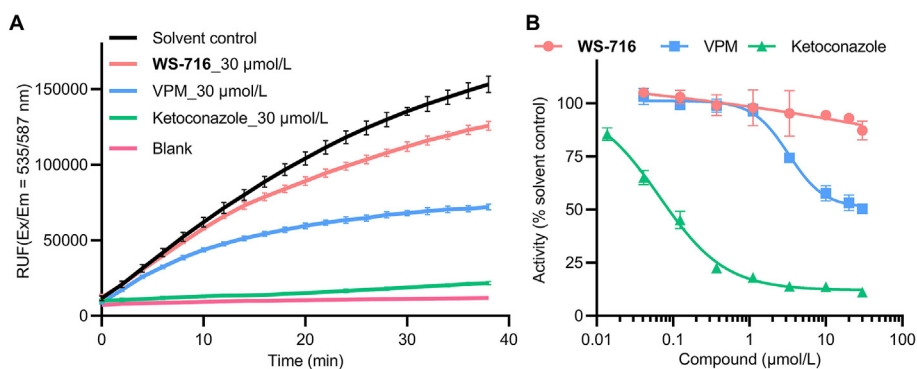 A
Solvent control
WS-716_30 μmol/L
VPM_30 μmol/L
Ketoconazole_30 μmol/L
Blank
RUF(Ex/Em = 535/587 nm)
150000
100000
50000
0
0 10 20 30 40
Time (min)
B
WS-716 VPM Ketoconazole
Activity (% solvent control)
100
75
50
25
0
0.01 0.1 1 10 100
Compound (μmol/L)